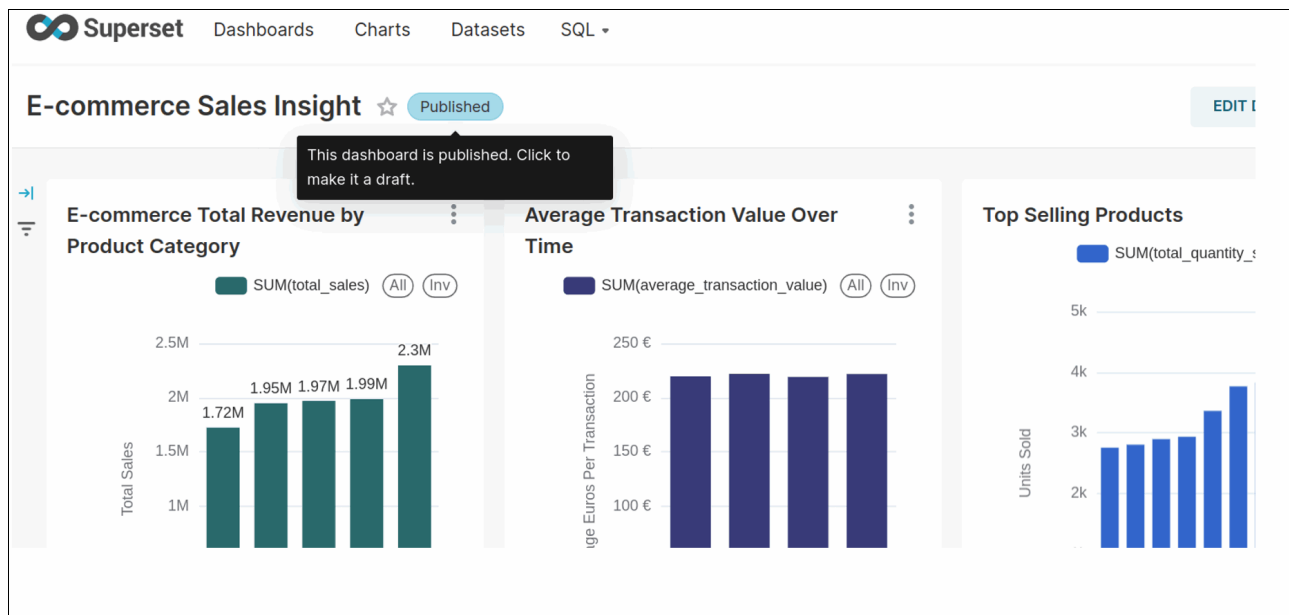 Superset Dashboards Charts Datasets SQL
E-commerce Sales Insight Published
EDIT D
This dashboard is published. Click to
make it a draft.
E-commerce Total Revenue by
Product Category
SUM(total_sales) All Inv
2.5M
2.3M
2M
1.95M 1.97M 1.99M
1.72M
1.5M
1M
Total Sales
Average Transaction Value Over
Time
SUM(average_transaction_value) All Inv
250 €
200 €
150 €
100 €
ge Euros Per Transaction
Top Selling Products
SUM(total_quantity_s
5k
4k
3k
2k
Units Sold